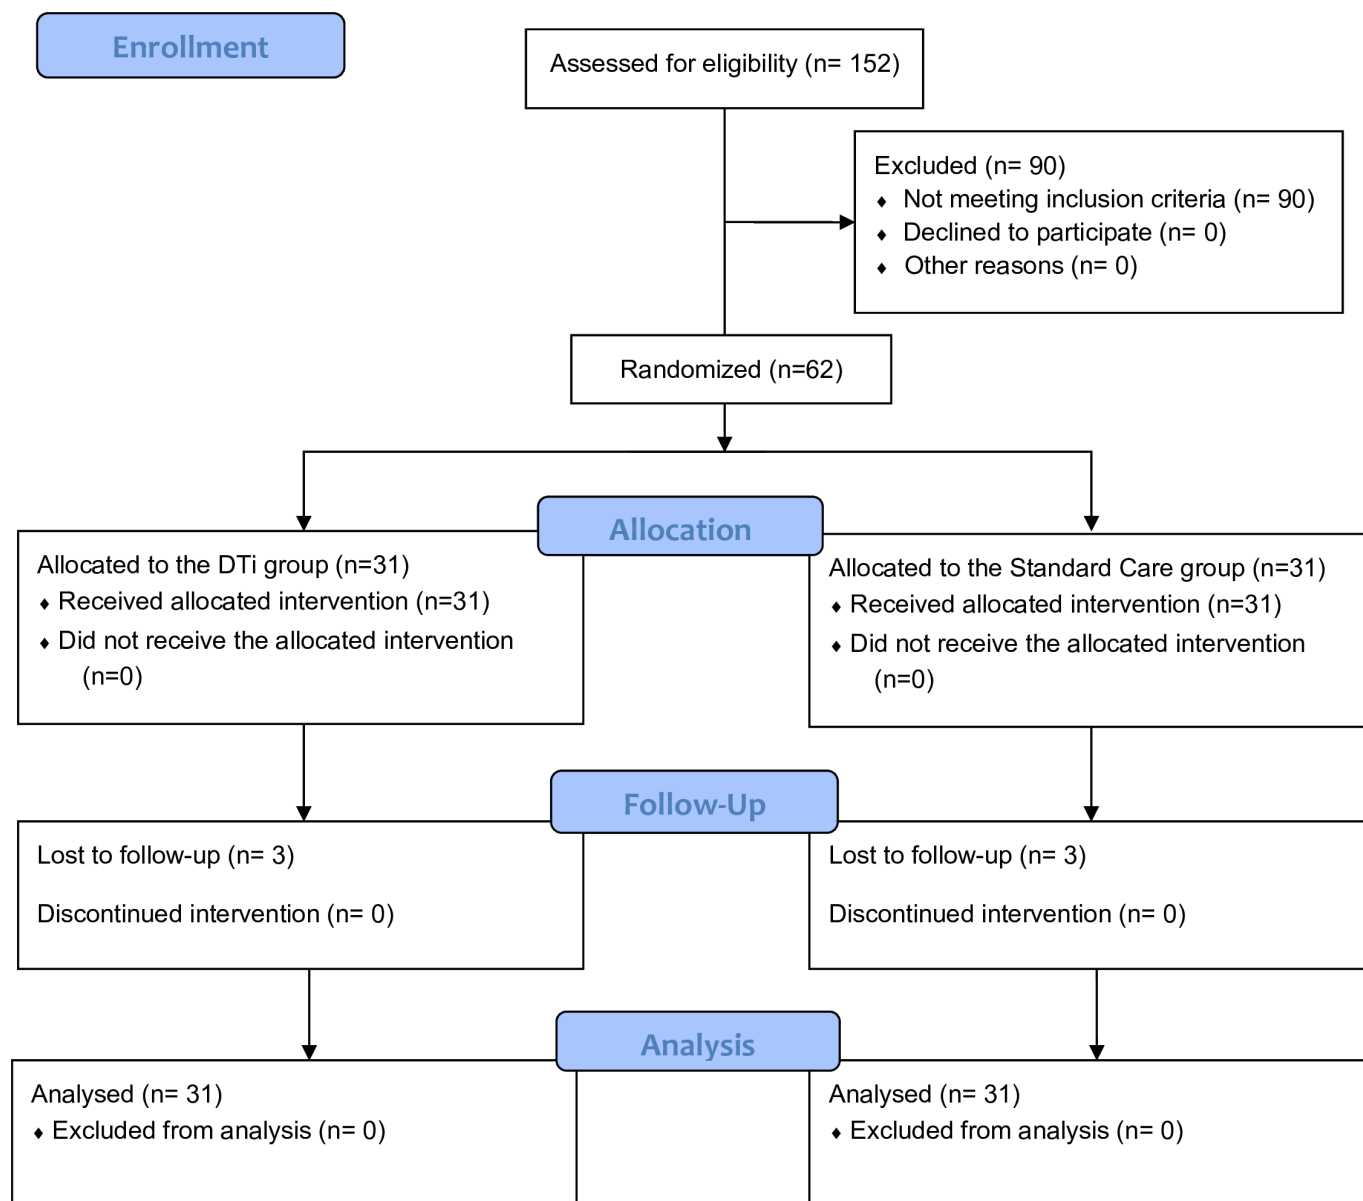 Enrollment
Assessed for eligibility (n= 152)
Excluded (n= 90)
♦ Not meeting inclusion criteria (n= 90)
♦ Declined to participate (n= 0)
♦ Other reasons (n= 0)
Randomized (n=62)
Allocation
Allocated to the DTi group (n=31)
♦ Received allocated intervention (n=31)
♦ Did not receive the allocated intervention
(n=0)
Allocated to the Standard Care group (n=31)
♦ Received allocated intervention (n=31)
♦ Did not receive the allocated intervention
(n=0)
Follow-Up
Lost to follow-up (n= 3)
Discontinued intervention (n= 0)
Lost to follow-up (n= 3)
Discontinued intervention (n= 0)
Analysis
Analysed (n= 31)
♦ Excluded from analysis (n= 0)
Analysed (n= 31)
♦ Excluded from analysis (n= 0)